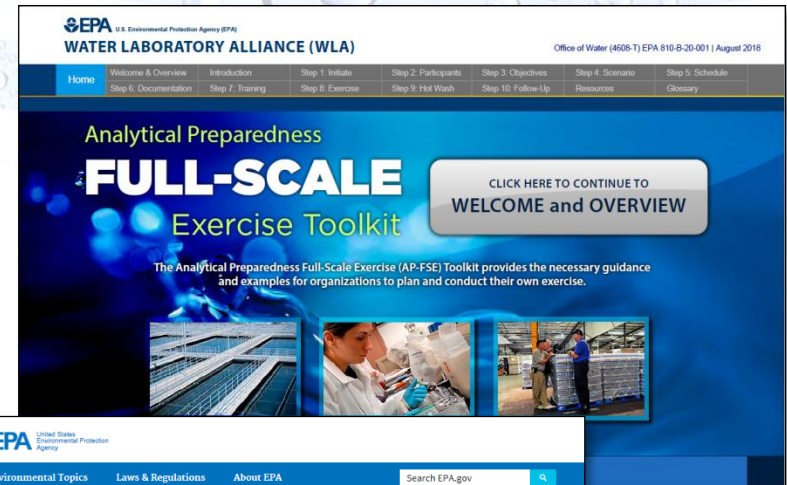 EPA U.S. Environmental Protection Agency (EPA)
WATER LABORATORY ALLIANCE (WLA)
Office of Water (4608-T) EPA 810-B-20-001 | August 2018
Home
Welcome & Overview Introduction Step 1: Initiate Step 2: Participants Step 3: Objectives Step 4: Scenario Step 5: Schedule
Step 6: Documentation Step 7: Training Step 8: Exercise Step 9: Hot Wash Step 10: Follow-Up Resources Glossary
Analytical Preparedness
FULL-SCALE
Exercise Toolkit
CLICK HERE TO CONTINUE TO
WELCOME and OVERVIEW
The Analytical Preparedness Full-Scale Exercise (AP-FSE) Toolkit provides the necessary guidance
and examples for organizations to plan and conduct their own exercise.
EPA United States
Environmental Protection
Agency
vironmental Topics Laws & Regulations About EPA Search EPA.gov